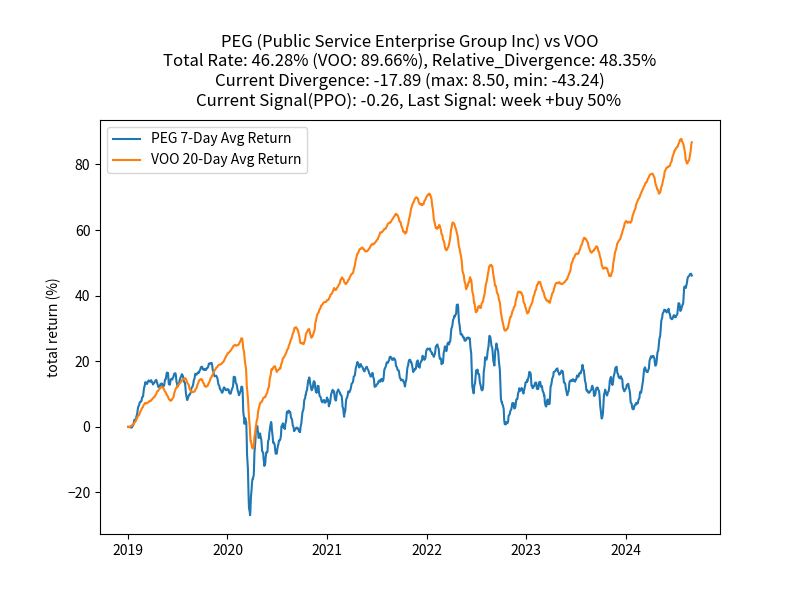 PEG (Public Service Enterprise Group Inc) vs VOO
Total Rate: 46.28% (VOO: 89.66%), Relative_Divergence: 48.35%
Current Divergence: -17.89 (max: 8.50, min: -43.24)
Current Signal(PPO): -0.26, Last Signal: week +buy 50%
PEG 7-Day Avg Return
VOO 20-Day Avg Return
total return (%)
80
60
40
20
0
−20
2019
2020
2021
2022
2023
2024